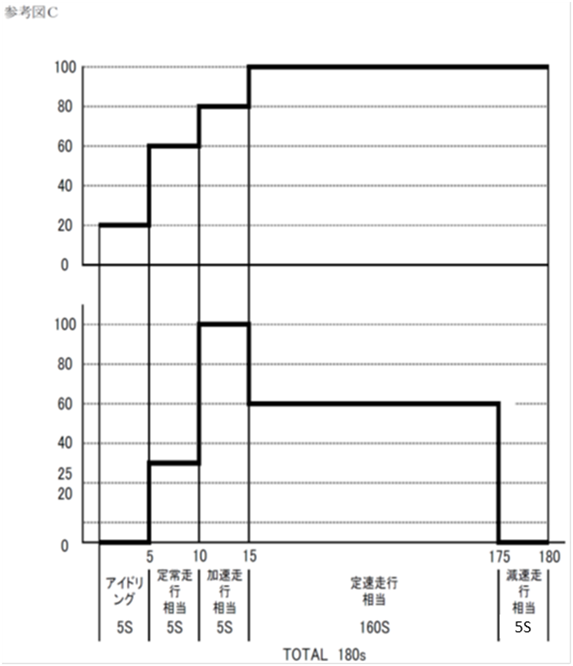 参考図C
100
80
60
40
20
0
100
80
60
40
25
20
0
5 10 15 175 180
アイドリ
ング
5S
定常走
行
相当
5S
加速走
行
相当
5S
定速走行
相当
160S
減速走
行
相当
5S
TOTAL 180s